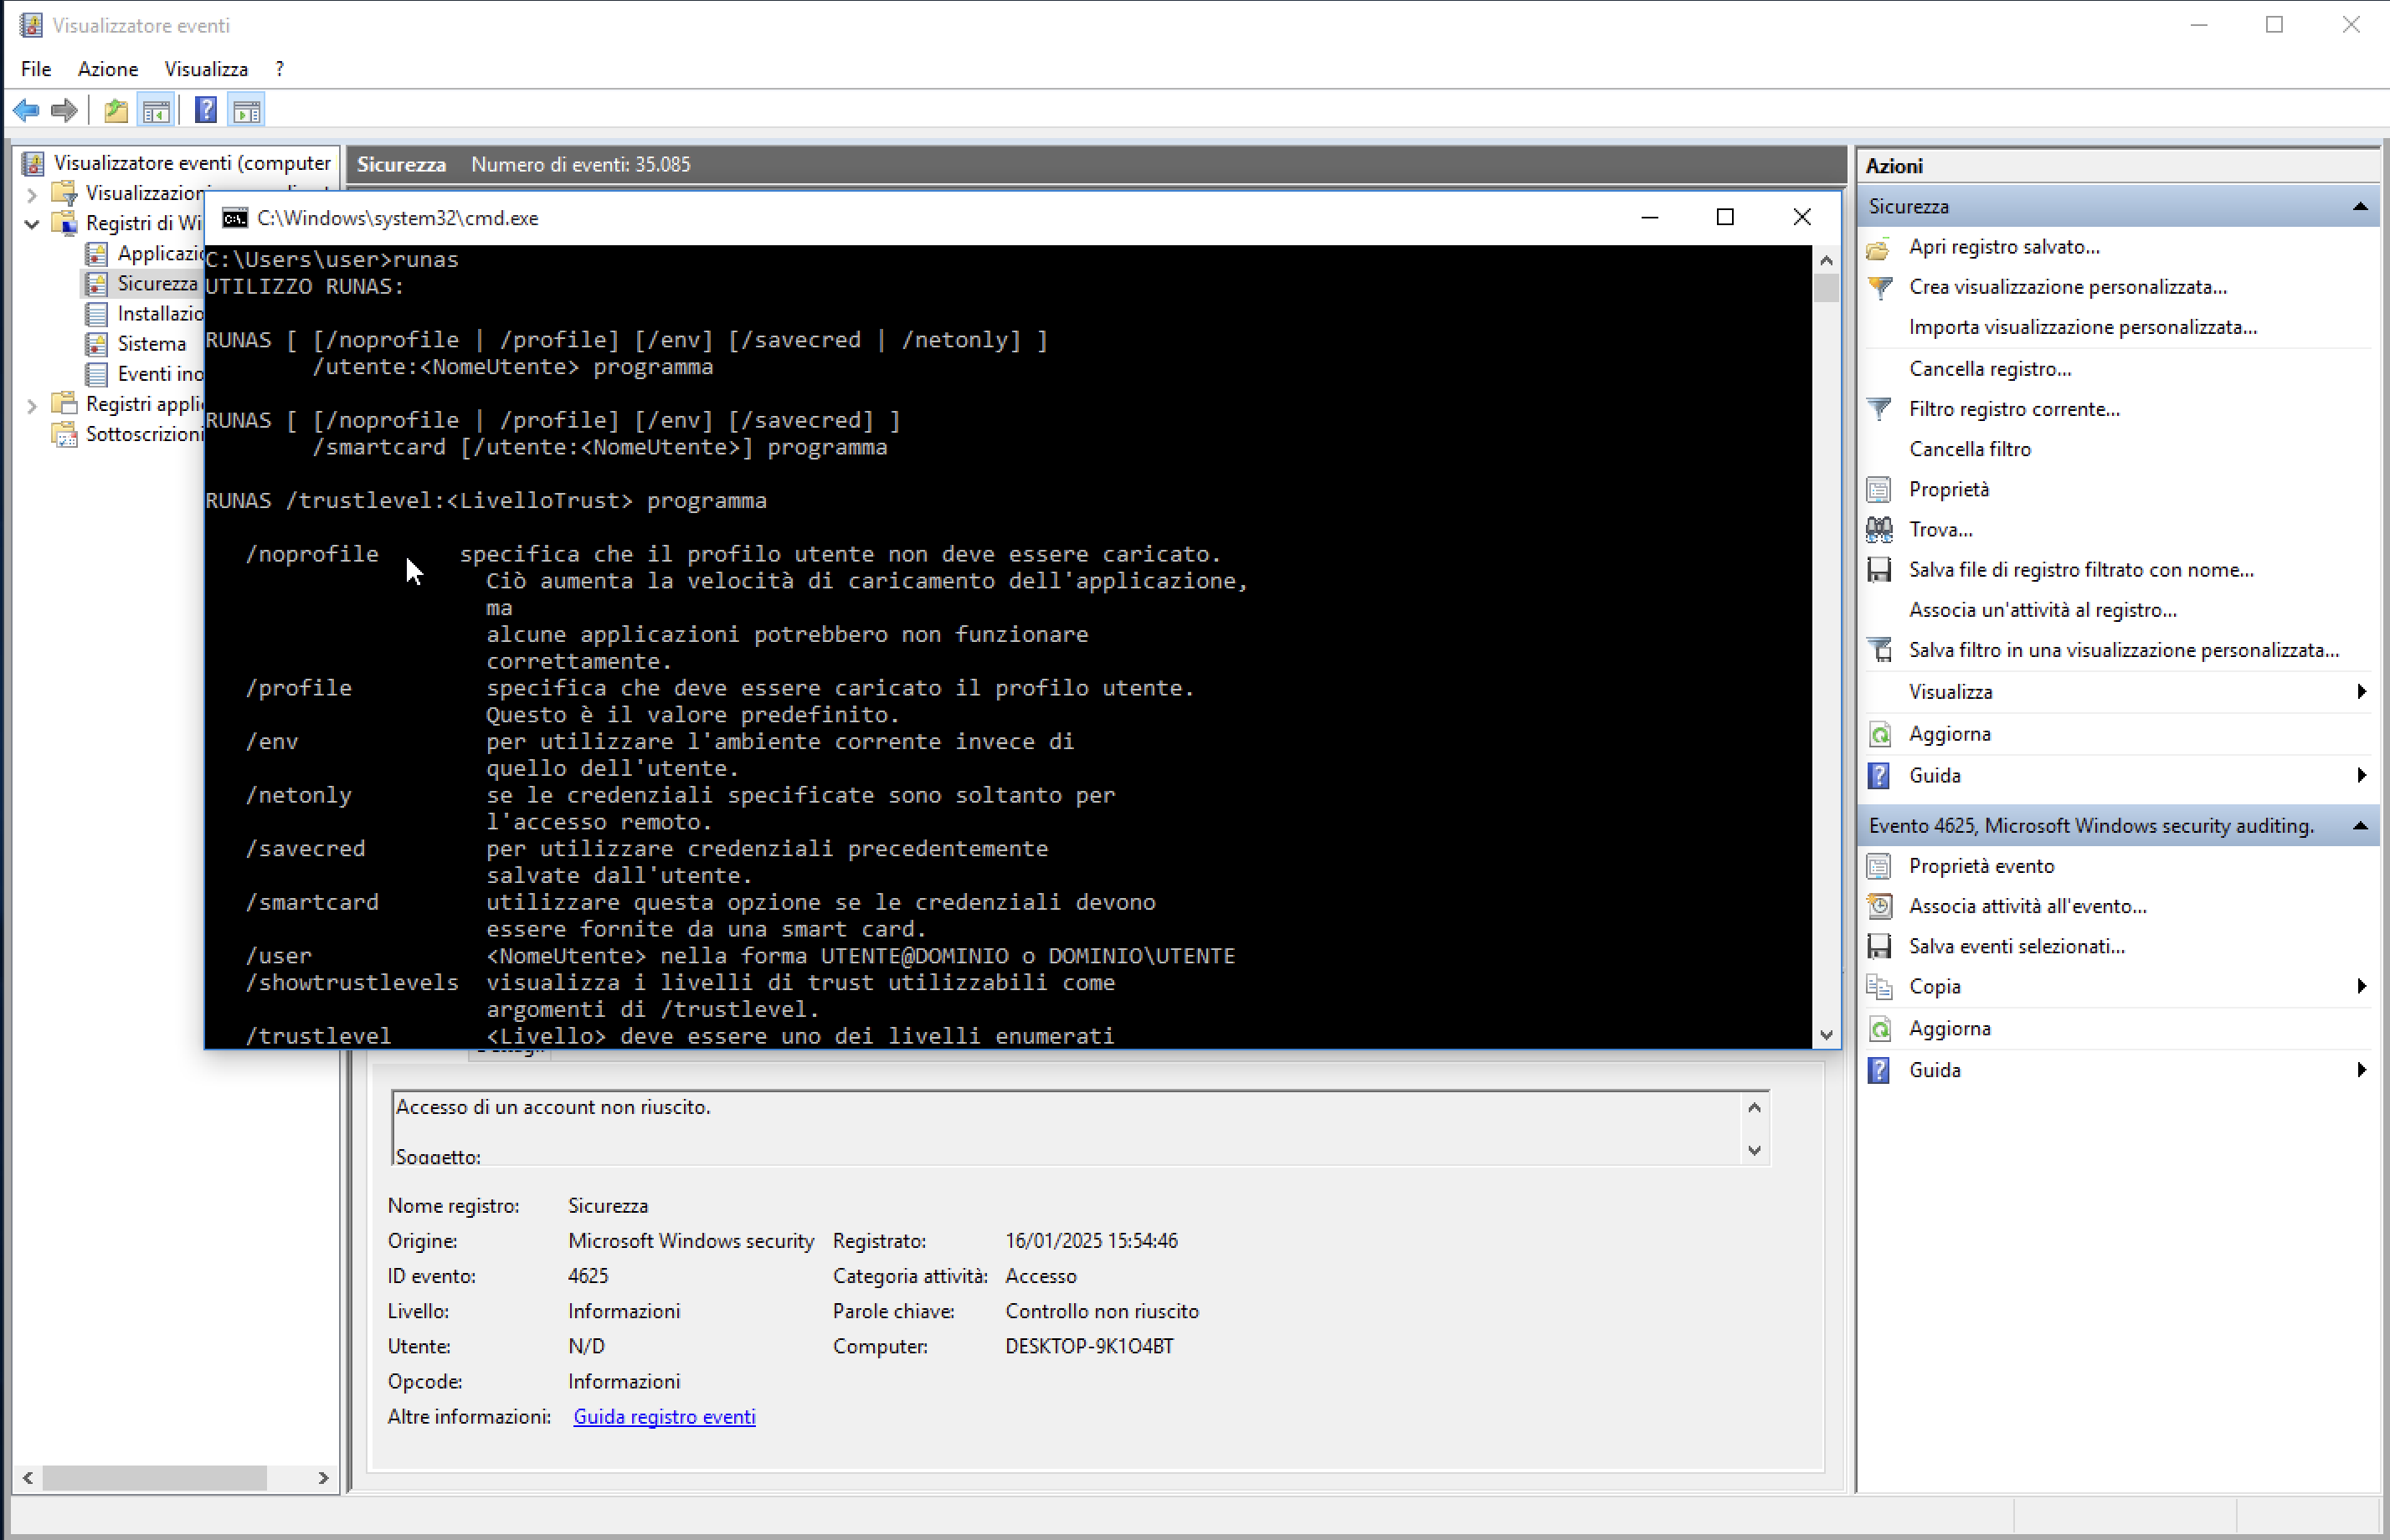 Visualizzatore eventi
File Azione Visualizza ?
Visualizzatore eventi (computer
Registri di Wi
Sicurezza
Sistema
Sottoscrizioni
Sicurezza Numero di eventi: 35.085
C:\Windows\system32\cmd.exe
C:\Users\user>runas
UTILIZZO RUNAS:
RUNAS [ [/noprofile | /profile] [/env] [/savecred | /netonly] ]
/utente:<NomeUtente> programma
RUNAS [ [/noprofile | /profile] [/env] [/savecred] ]
/smartcard [/utente:<NomeUtente>] programma
RUNAS /trustlevel:<LivelloTrust> programma
/noprofile specifica che il profilo utente non deve essere caricato.
Ciò aumenta la velocità di caricamento dell'applicazione,
ma
alcune applicazioni potrebbero non funzionare
correttamente.
/profile specifica che deve essere caricato il profilo utente.
Questo è il valore predefinito.
/env per utilizzare l'ambiente corrente invece di
quello dell'utente.
/netonly se le credenziali specificate sono soltanto per
l'accesso remoto.
/savecred per utilizzare credenziali precedentemente
salvate dall'utente.
/smartcard utilizzare questa opzione se le credenziali devono
essere fornite da una smart card.
/user <NomeUtente> nella forma UTENTE@DOMINIO o DOMINIO\UTENTE
/showtrustlevels visualizza i livelli di trust utilizzabili come
argomenti di /trustlevel.
/trustlevel <Livello> deve essere uno dei livelli enumerati
Accesso di un account non riuscito.
Soggetto:
Nome registro: Sicurezza
Origine: Microsoft Windows security Registrato: 16/01/2025 15:54:46
ID evento: 4625 Categoria attività: Accesso
Livello: Informazioni Parole chiave: Controllo non riuscito
Utente: N/D Computer: DESKTOP-9K1O4BT
Opcode: Informazioni
Altre informazioni: Guida registro eventi
Azioni
Sicurezza
Apri registro salvato...
Crea visualizzazione personalizzata...
Importa visualizzazione personalizzata...
Cancella registro...
Filtro registro corrente...
Cancella filtro
Proprietà
Trova...
Salva file di registro filtrato con nome...
Associa un'attività al registro...
Salva filtro in una visualizzazione personalizzata...
Visualizza
Aggiorna
Guida
Evento 4625, Microsoft Windows security auditing.
Proprietà evento
Associa attività all'evento...
Salva eventi selezionati...
Copia
Aggiorna
Guida